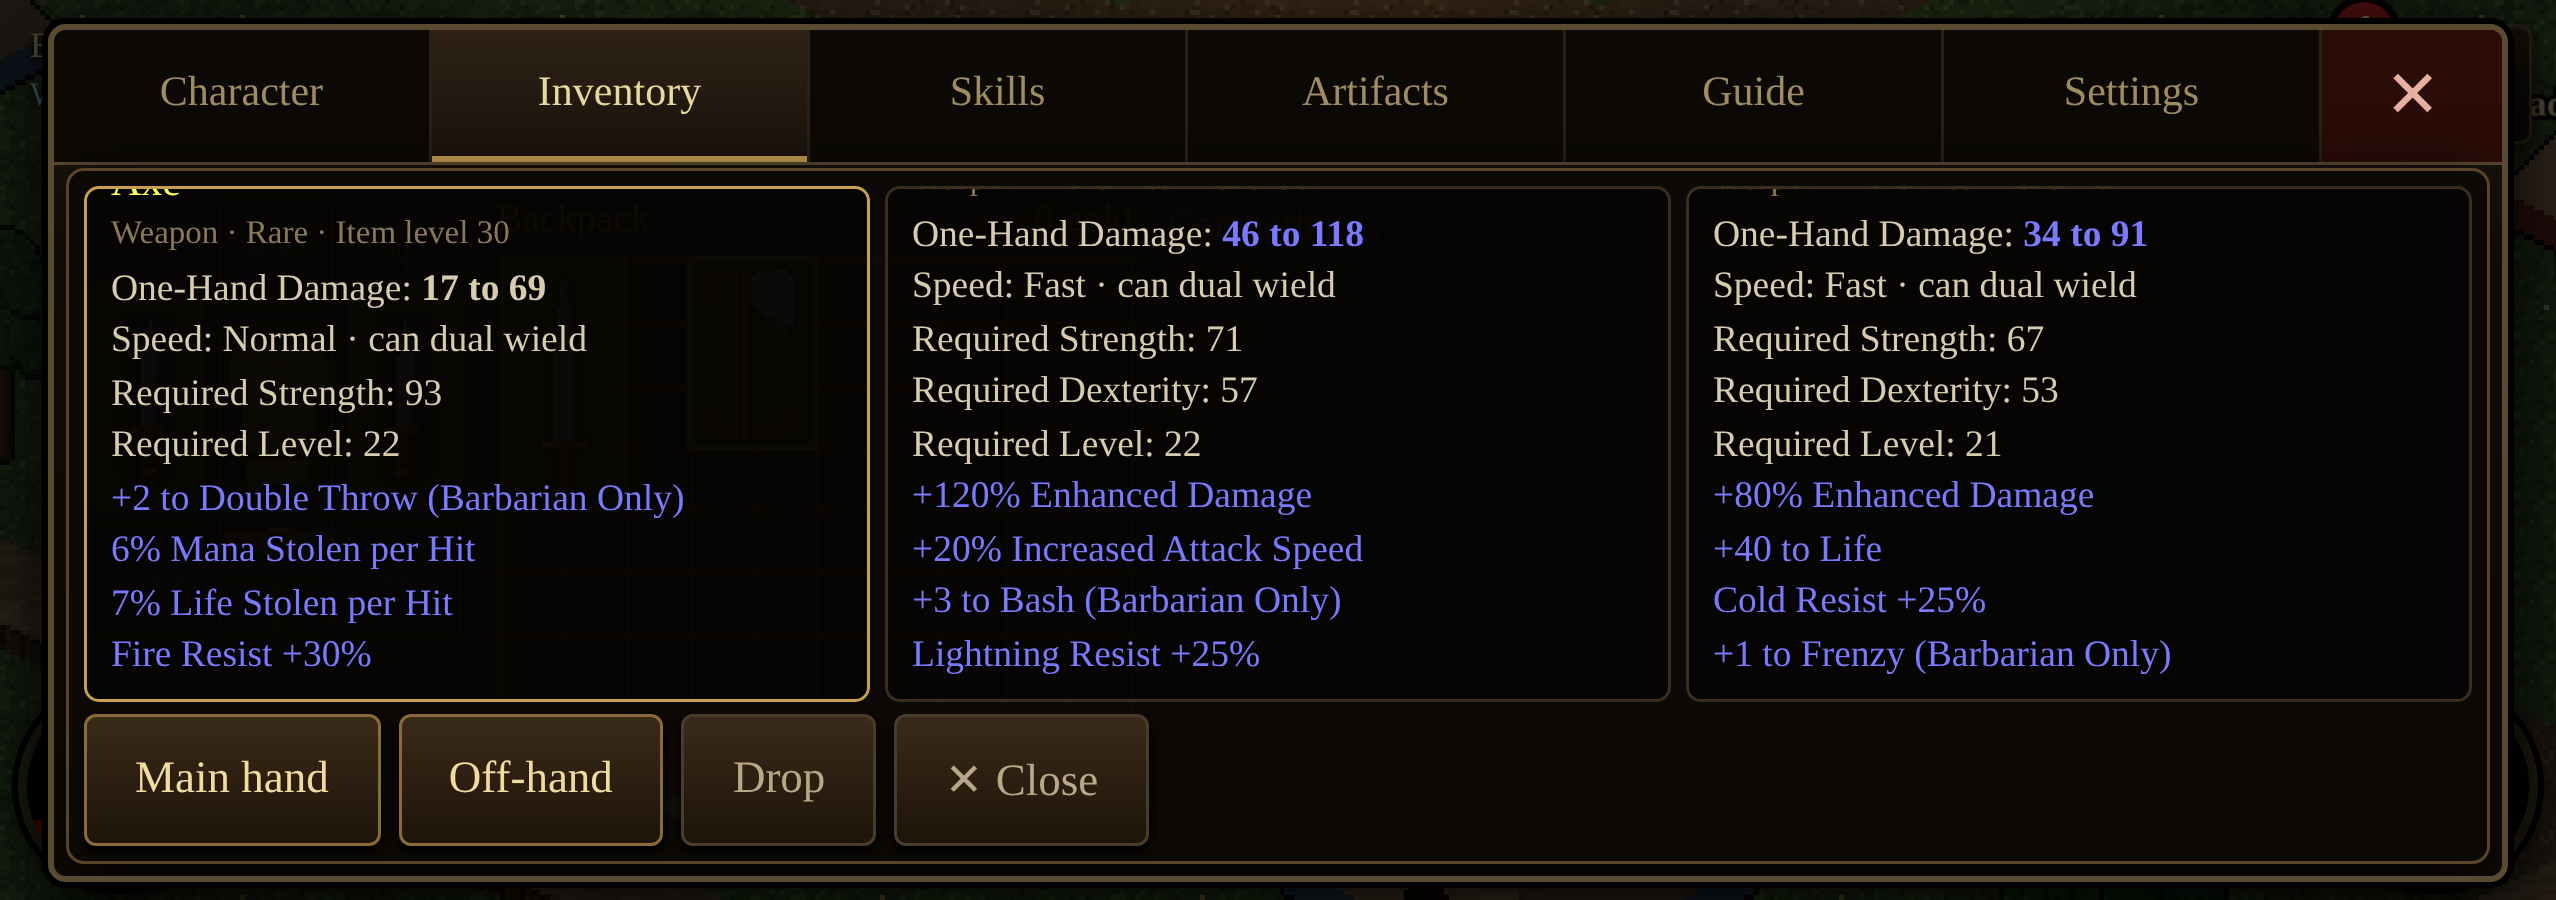 Character
Inventory
Skills
Artifacts
Guide
Settings
✕
Axe
Weapon · Rare · Item level 30
One-Hand Damage: 17 to 69
Speed: Normal · can dual wield
Required Strength: 93
Required Level: 22
+2 to Double Throw (Barbarian Only)
6% Mana Stolen per Hit
7% Life Stolen per Hit
Fire Resist +30%
One-Hand Damage: 46 to 118
Speed: Fast · can dual wield
Required Strength: 71
Required Dexterity: 57
Required Level: 22
+120% Enhanced Damage
+20% Increased Attack Speed
+3 to Bash (Barbarian Only)
Lightning Resist +25%
One-Hand Damage: 34 to 91
Speed: Fast · can dual wield
Required Strength: 67
Required Dexterity: 53
Required Level: 21
+80% Enhanced Damage
+40 to Life
Cold Resist +25%
+1 to Frenzy (Barbarian Only)
Backpack
Main hand
Off-hand
Drop
✕ Close